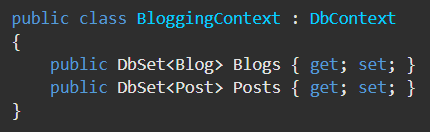 public class BloggingContext : DbContext
{
    public DbSet<Blog> Blogs { get; set; }
    public DbSet<Post> Posts { get; set; }
}